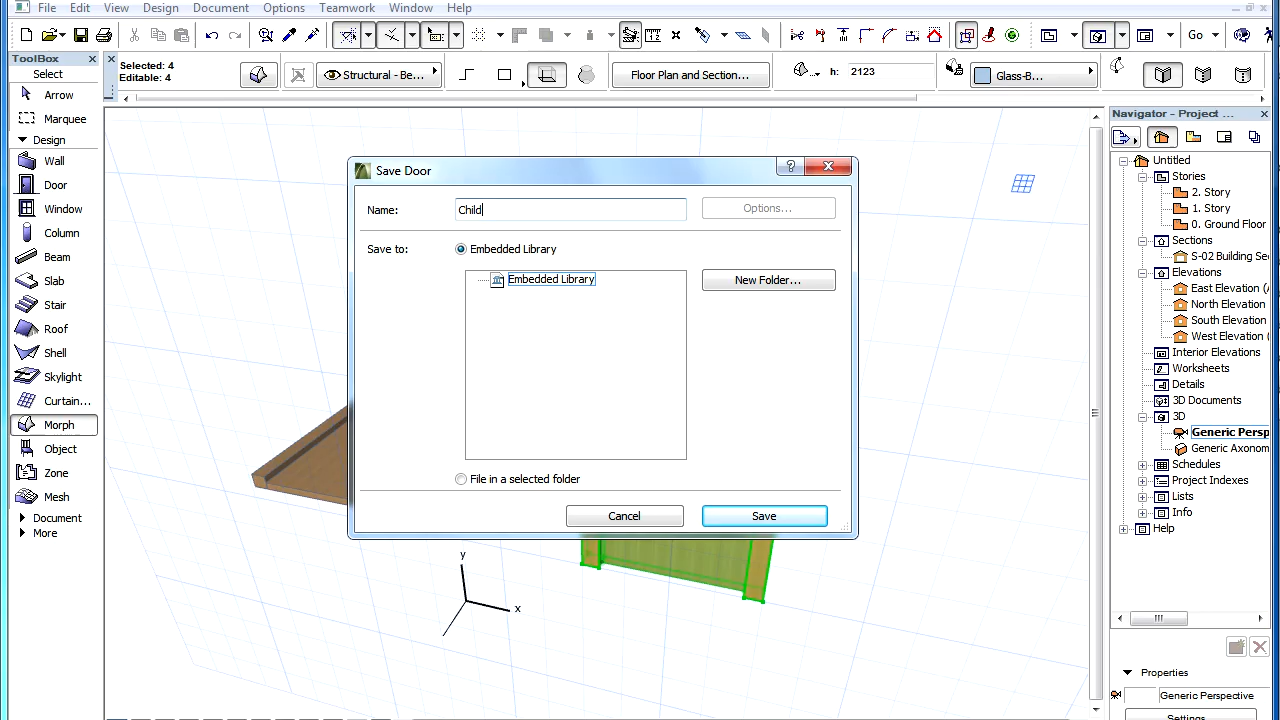 File Edit View Design Document Options Teamwork Window Help
Go
ToolBox
Select
Arrow
Marquee
Design
Wall
Door
Window
Column
Beam
Slab
Stair
Roof
Shell
Skylight
Curtain...
Morph
Object
Zone
Mesh
Document
More
Selected: 4
Editable: 4
Structural - Be...
Floor Plan and Section...
h: 2123
Glass-B...
Save Door
Name:
Child
Options...
Save to:
Embedded Library
Embedded Library
New Folder...
File in a selected folder
Cancel
Save
y
x
Navigator - Project ...
Untitled
Stories
2. Story
1. Story
0. Ground Floor
Sections
S-02 Building Se
Elevations
East Elevation (A
North Elevation
South Elevation
West Elevation (
Interior Elevations
Worksheets
Details
3D Documents
3D
Generic Persp
Generic Axonom
Schedules
Project Indexes
Lists
Info
Help
Properties
Generic Perspective
Settings